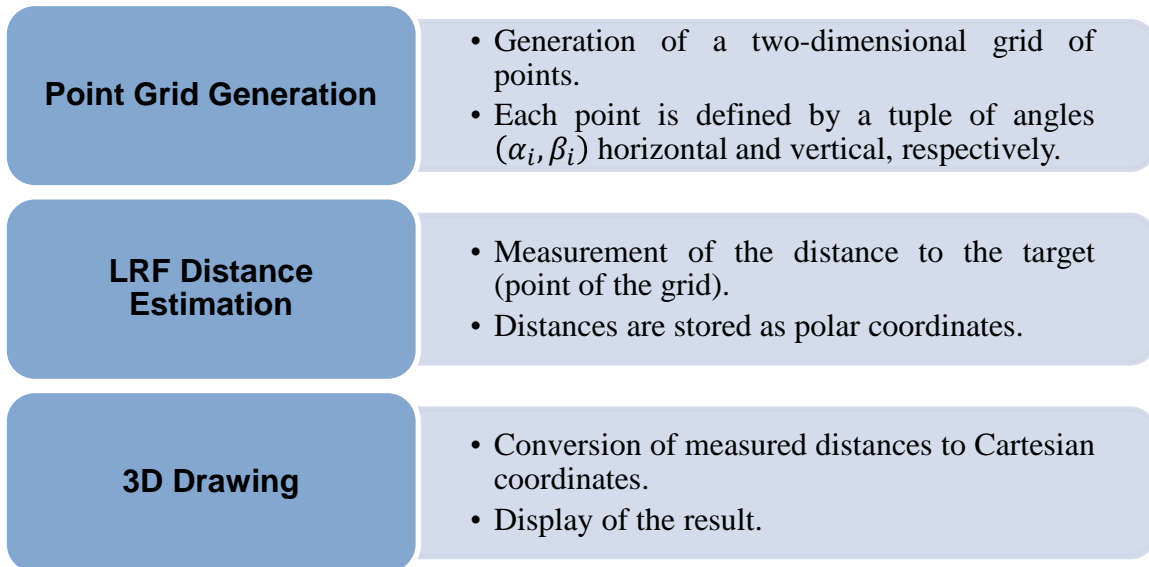 Point Grid Generation
• Generation of a two-dimensional grid of
points.
• Each point is defined by a tuple of angles
(αᵢ, βᵢ) horizontal and vertical, respectively.
LRF Distance
Estimation
• Measurement of the distance to the target
(point of the grid).
• Distances are stored as polar coordinates.
3D Drawing
• Conversion of measured distances to Cartesian
coordinates.
• Display of the result.